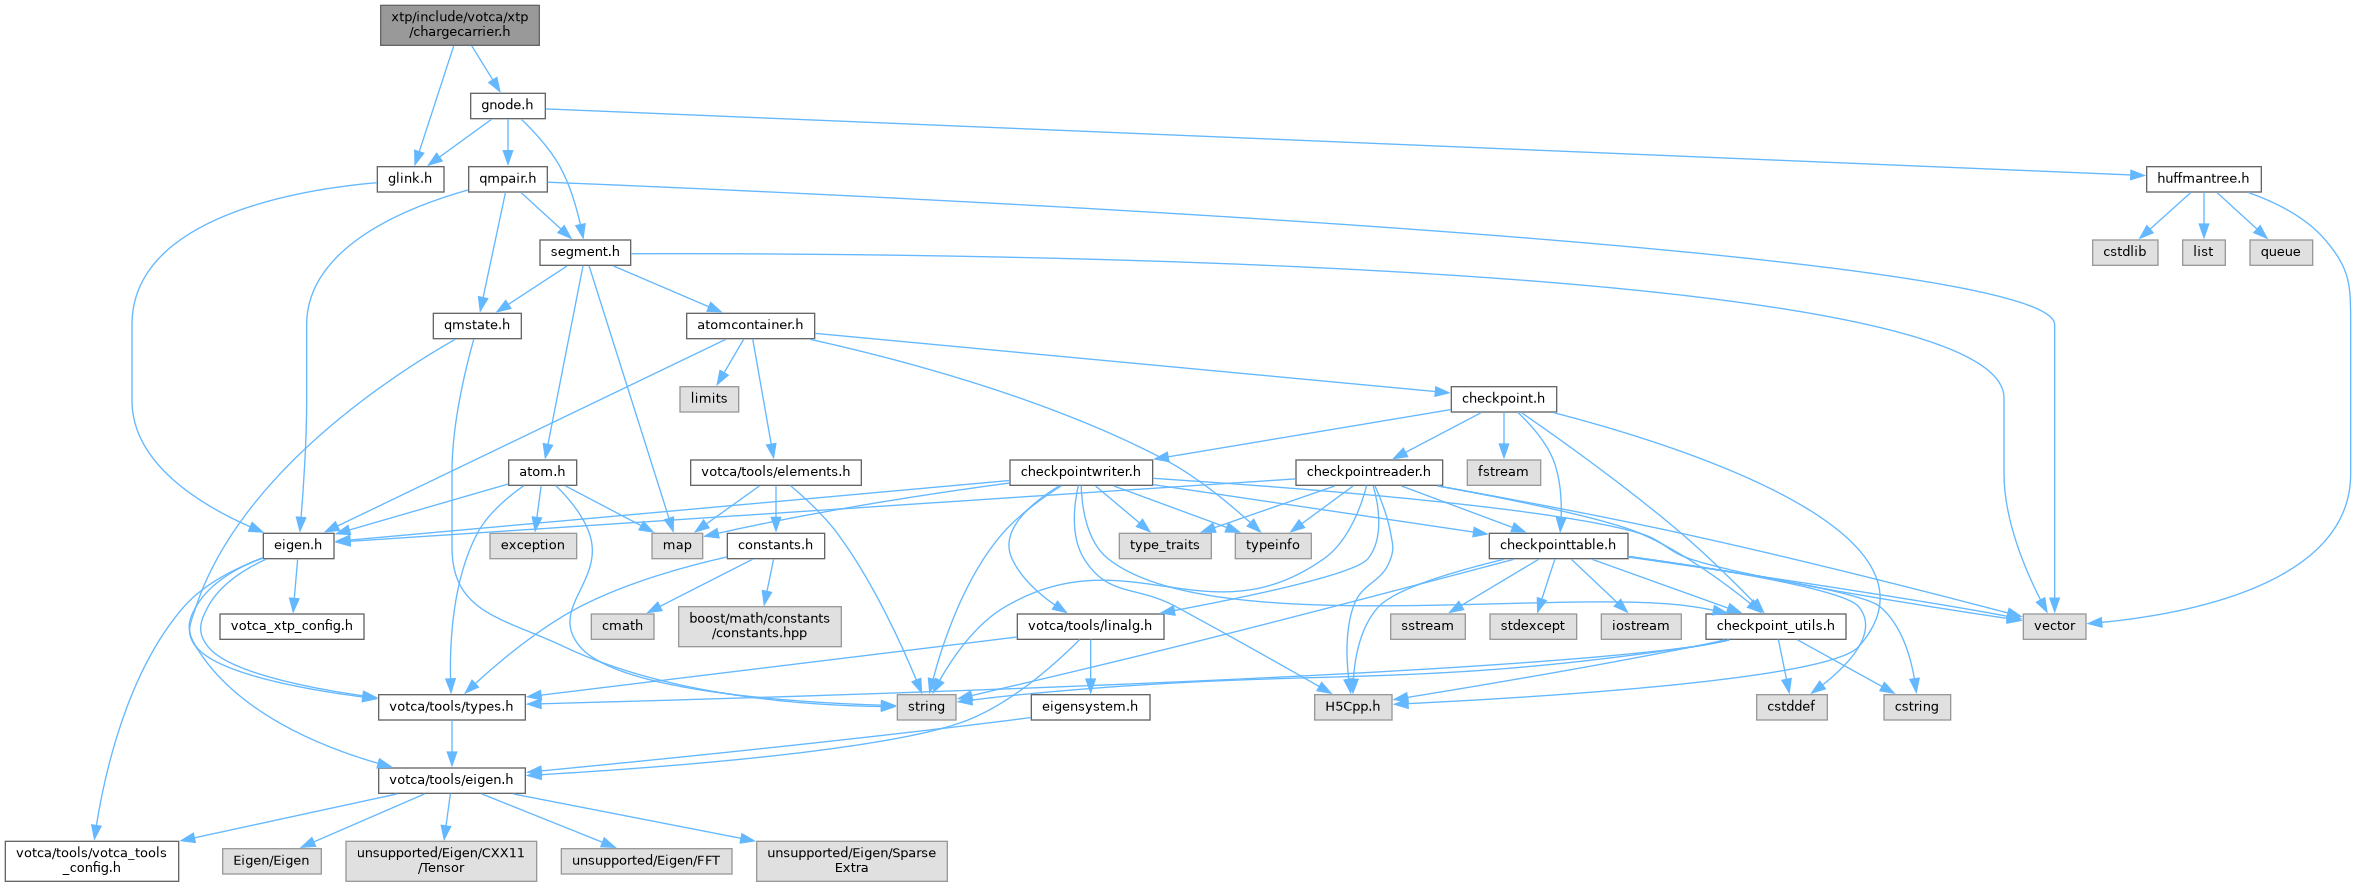 xtp/include/votca/xtp
/chargecarrier.h
gnode.h
glink.h
qmpair.h
huffmantree.h
segment.h
cstdlib
list
queue
qmstate.h
atomcontainer.h
limits
checkpoint.h
atom.h
votca/tools/elements.h
checkpointwriter.h
checkpointreader.h
fstream
eigen.h
exception
map
constants.h
type_traits
typeinfo
checkpointtable.h
votca_xtp_config.h
cmath
boost/math/constants
/constants.hpp
votca/tools/linalg.h
sstream
stdexcept
iostream
checkpoint_utils.h
vector
votca/tools/types.h
string
eigensystem.h
H5Cpp.h
cstddef
cstring
votca/tools/eigen.h
votca/tools/votca_tools
_config.h
Eigen/Eigen
unsupported/Eigen/CXX11
/Tensor
unsupported/Eigen/FFT
unsupported/Eigen/Sparse
Extra